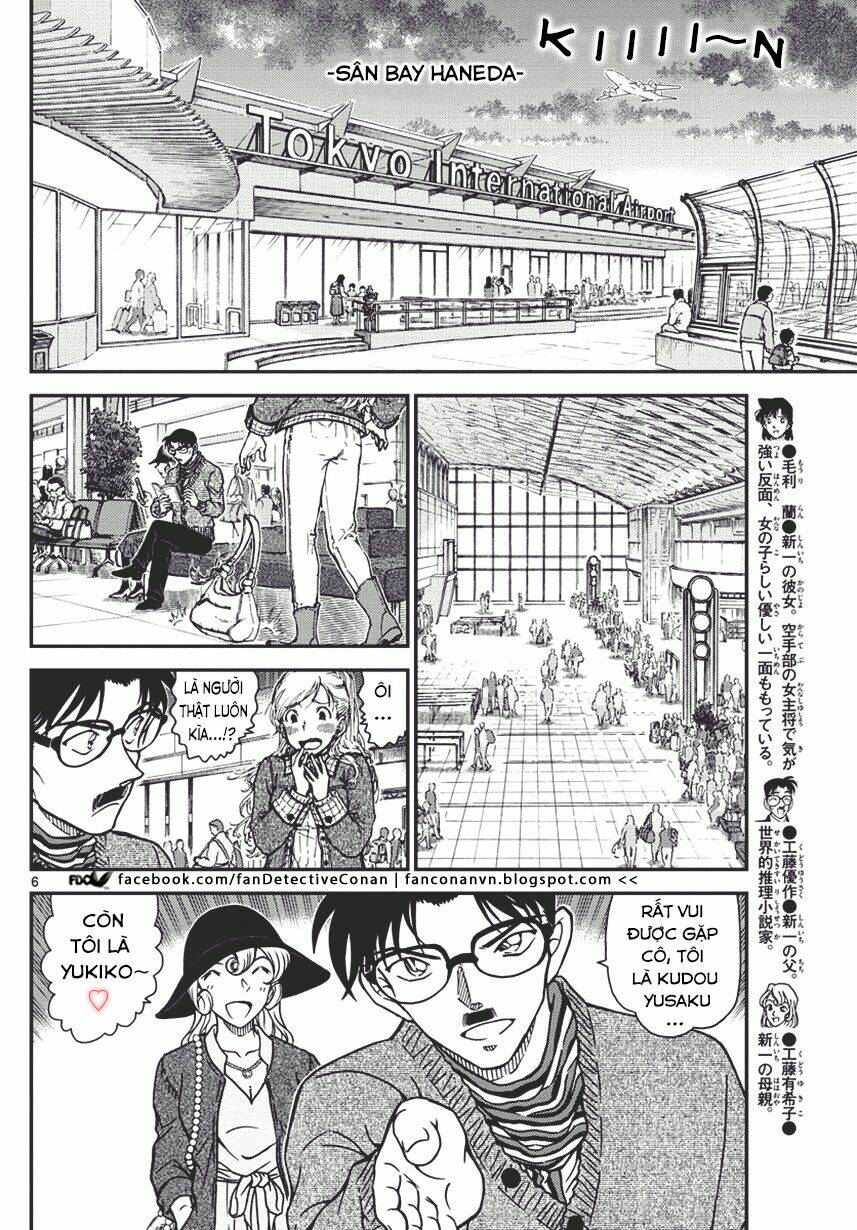 KIIIII~N
-SÂN BAY HANEDA-
Tokyo International Airport
ÔI
...
LÀ NGƯỜI
THẬT LUÔN
KÌA....!?
6
FDC
facebook.com/fanDetectiveConan | fanconanvn.blogspot.com <<
RẤT VUI
ĐƯỢC GẶP
CÔ, TÔI
LÀ KUDOU
YUSAKU
...
CÒN
TÔI LÀ
YUKIKO~
♡
●毛利 蘭●新一の彼女。空手部の女主将で気が
強い反面、女の子らしい優しい一面ももっている。
●工藤優作●新一の父。
世界的推理小説家。
●工藤有希子●
新一の母親。